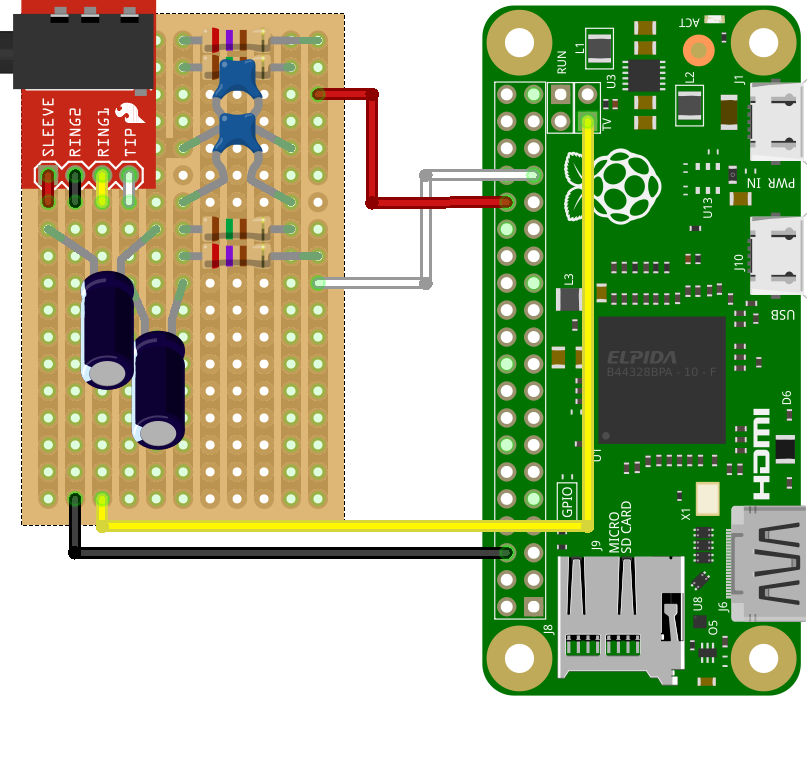 SLEEVE
RING2
RING1
TIP
ACT
L1
RUN
U3
L2
J1
TV
PWR IN
U13
J10
USB
L3
ELPIDA
B44328BPA - 10 - F
D6
U1
HDMI
GPIO
X1
MICRO
SD CARD
J9
J8
U8
J6
O5